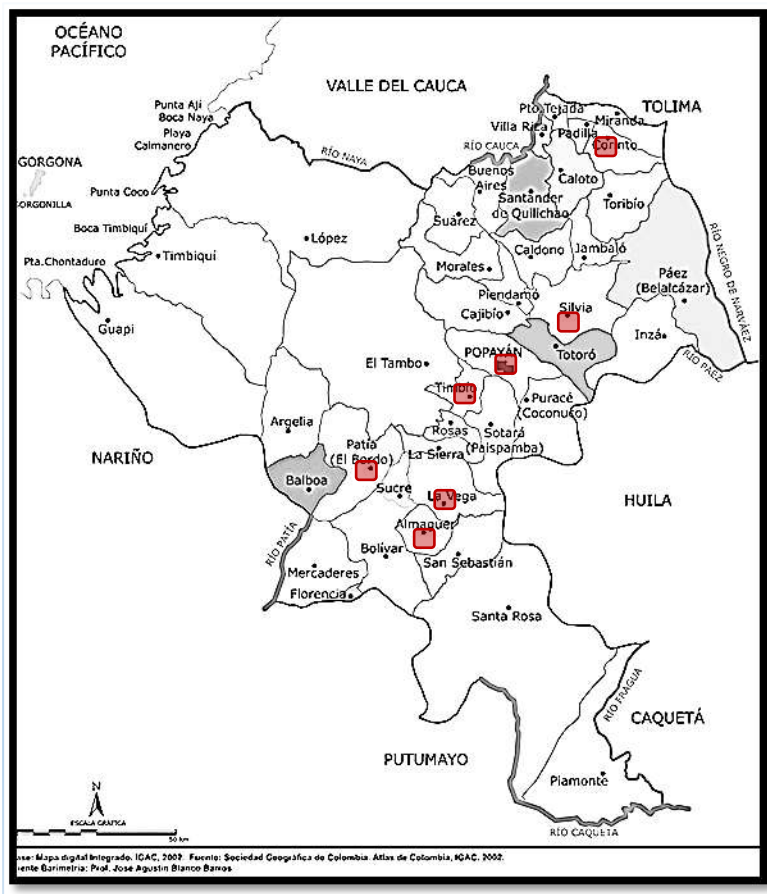 OCÉANO
PACÍFICO
VALLE DEL CAUCA
TOLIMA
Punta Ají
Boca Naya
Playa
Calmanero
Pto. Tejada
Miranda
Villa Rica
Padilla
Corinto
RÍO CAUCA
RÍO NAYA
GORGONA
Punta Coco
GORGONILLA
Buenos
Aires
Caloto
Santander
de Quilichao
Toribío
Suárez
Boca Timbiquí
López
Timbiquí
Pta.Chontaduro
Caldono
Jambaló
RÍO NEGRO DE NARVÁEZ
Morales
Páez
(Belalcázar)
Piendamó
Silvia
Cajibío
Guapi
Inzá
POPAYÁN
Totoró
El Tambo
RÍO PÁEZ
Timbío
Puracé
(Coconuco)
Argelia
Rosas
Sotará
(Paispamba)
Patía
(El Bordo)
La Sierra
NARIÑO
Balboa
Sucre
La Vega
HUILA
Almaguer
RÍO PATÍA
Bolívar
San Sebastián
Mercaderes
Florencia
Santa Rosa
RÍO FRAGUA
CAQUETÁ
PUTUMAYO
Piamonte
N
ESCALA GRÁFICA
50 km
RÍO CAQUETA
ase: Mapa digital Integrado. IGAC, 2002. Fuente: Sociedad Geográfica de Colombia. Atlas de Colombia, IGAC. 2002.
ente Barimetria: Prof. Jose Agustin Blanco Barros